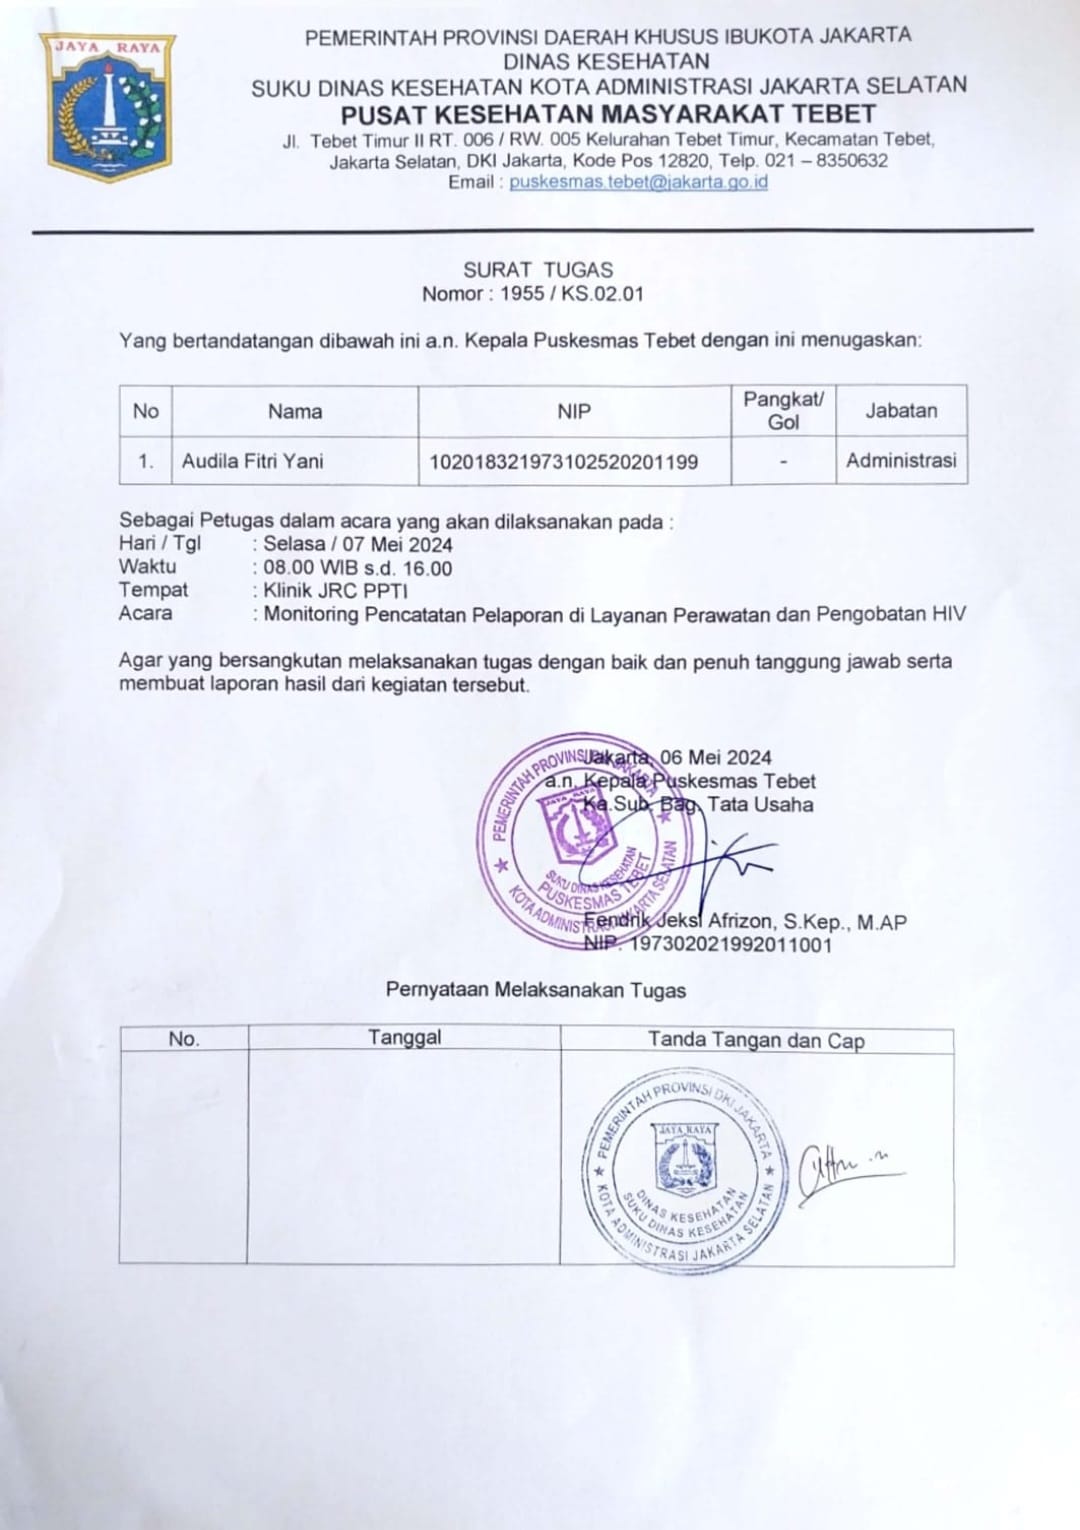 JAYA RAYA
PEMERINTAH PROVINSI DAERAH KHUSUS IBUKOTA JAKARTA
DINAS KESEHATAN
SUKU DINAS KESEHATAN KOTA ADMINISTRASI JAKARTA SELATAN
PUSAT KESEHATAN MASYARAKAT TEBET
Jl. Tebet Timur II RT. 006 / RW. 005 Kelurahan Tebet Timur, Kecamatan Tebet,
Jakarta Selatan, DKI Jakarta, Kode Pos 12820, Telp. 021 – 8350632
Email : puskesmas.tebet@jakarta.go.id
SURAT TUGAS
Nomor : 1955 / KS.02.01
Yang bertandatangan dibawah ini a.n. Kepala Puskesmas Tebet dengan ini menugaskan:
No Nama NIP Pangkat/ Gol Jabatan
1. Audila Fitri Yani 102018321973102520201199 - Administrasi
Sebagai Petugas dalam acara yang akan dilaksanakan pada :
Hari / Tgl : Selasa / 07 Mei 2024
Waktu : 08.00 WIB s.d. 16.00
Tempat : Klinik JRC PPTI
Acara : Monitoring Pencatatan Pelaporan di Layanan Perawatan dan Pengobatan HIV
Agar yang bersangkutan melaksanakan tugas dengan baik dan penuh tanggung jawab serta
membuat laporan hasil dari kegiatan tersebut.
Jakarta, 06 Mei 2024
a.n. Kepala Puskesmas Tebet
Ka.Sub. Bag. Tata Usaha
PEMERINTAH PROVINSI DKI JAKARTA
JAYA RAYA
SUKU DINAS KESEHATAN
PUSKESMAS TEBET
KOTA ADMINISTRASI JAKARTA SELATAN
Fendrik Jeksi Afrizon, S.Kep., M.AP
NIP. 197302021992011001
Pernyataan Melaksanakan Tugas
No. Tanggal Tanda Tangan dan Cap
PEMERINTAH PROVINSI DKI JAKARTA
JAYA RAYA
DINAS KESEHATAN
SUKU DINAS KESEHATAN
KOTA ADMINISTRASI JAKARTA SELATAN